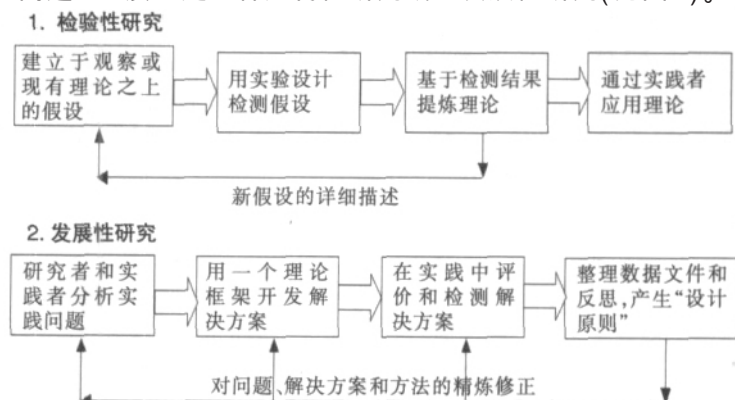 1. 检验性研究
建立于观察或
现有理论之上
的假设
用实验设计
检测假设
基于检测结果
提炼理论
通过实践者
应用理论
新假设的详细描述
2. 发展性研究
研究者和实
践者分析实
践问题
用一个理论
框架开发解
决方案
在实践中评
价和检测解
决方案
整理数据文件和
反思,产生“设计
原则”
对问题、解决方案和方法的精炼修正